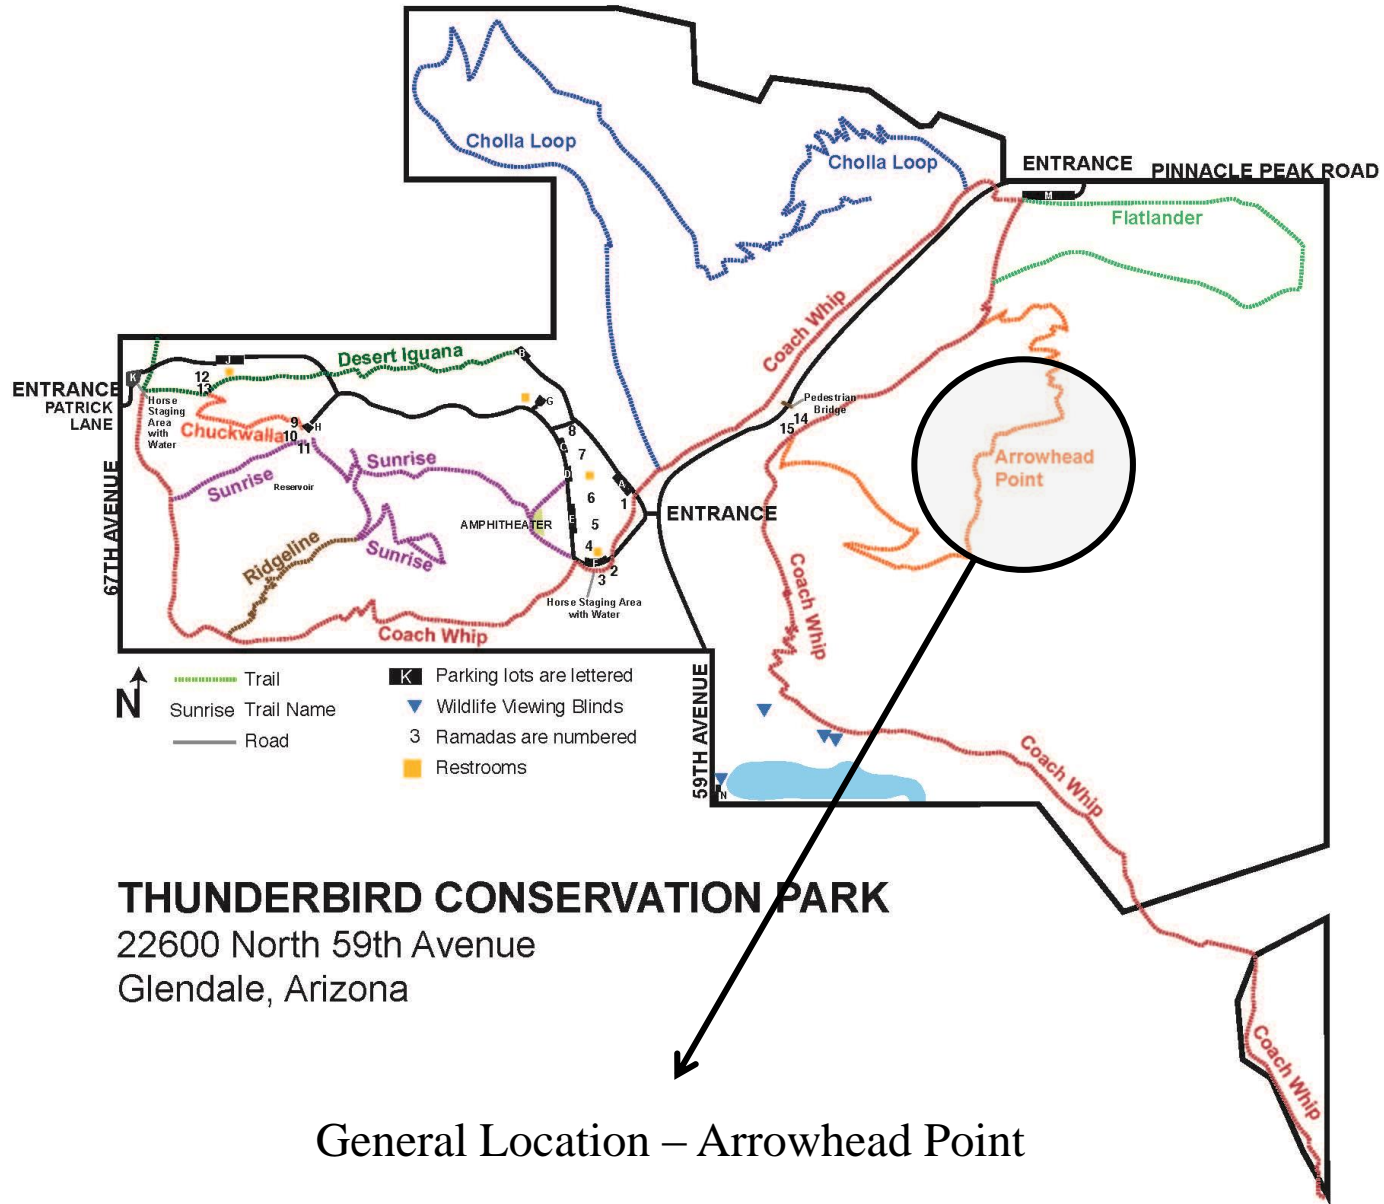 Cholla Loop
Cholla Loop
ENTRANCE
PINNACLE PEAK ROAD
M
Flatlander
Coach Whip
Desert Iguana
B
J
K
12
13
ENTRANCE
PATRICK
LANE
Horse
Staging
Area
with
Water
Chuckwalla
9
10
11
H
G
8
7
C
D
6
A
1
E
5
4
F
2
3
Pedestrian
Bridge
14
15
Arrowhead
Point
Sunrise
Sunrise
Reservoir
AMPHITHEATER
ENTRANCE
67TH AVENUE
Ridgeline
Sunrise
Horse Staging Area
with Water
Coach Whip
Coach Whip
N
Trail
Sunrise Trail Name
Road
K Parking lots are lettered
Wildlife Viewing Blinds
3 Ramadas are numbered
Restrooms
59TH AVENUE
N
Coach Whip
THUNDERBIRD CONSERVATION PARK
22600 North 59th Avenue
Glendale, Arizona
Coach Whip
General Location – Arrowhead Point